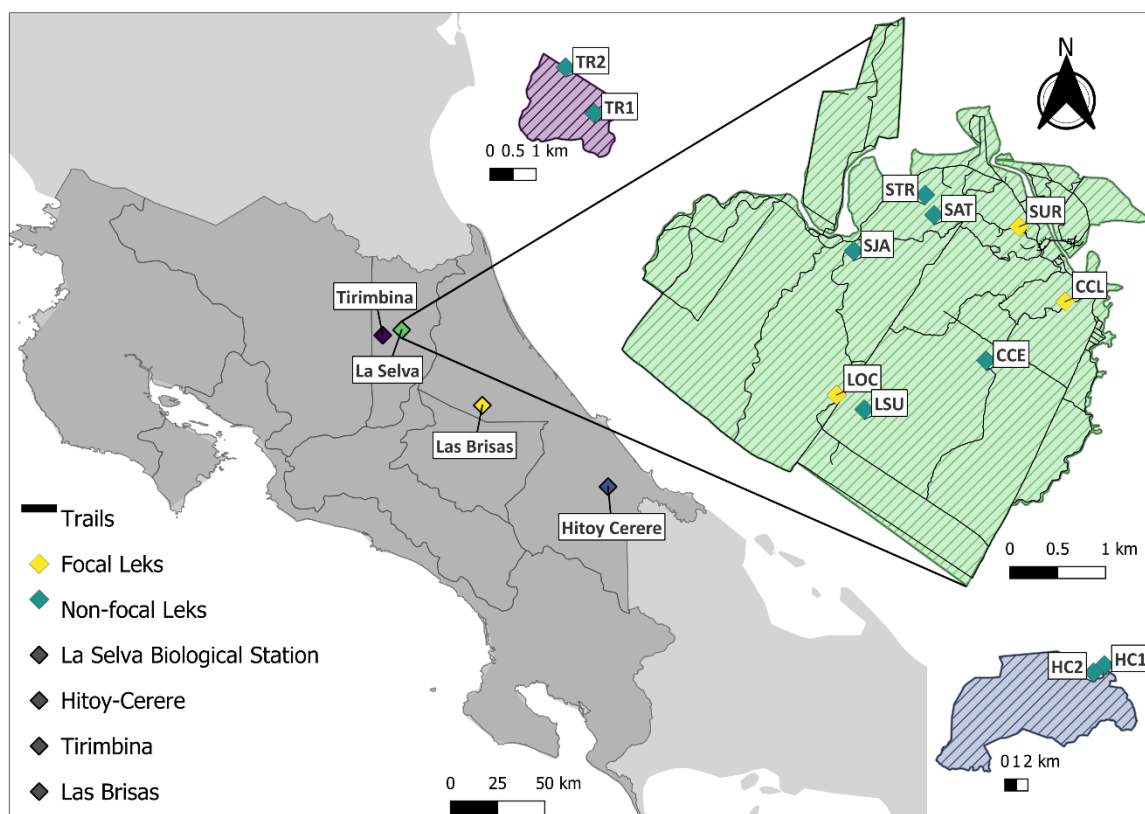 TR2
TR1
0 0.5 1 km
N
STR
SAT
SUR
SJA
CCL
CCE
LOC
LSU
0 0.5 1 km
Tirimbina
La Selva
Las Brisas
Hitoy Cerere
Trails
Focal Leks
Non-focal Leks
La Selva Biological Station
Hitoy-Cerere
Tirimbina
Las Brisas
0 25 50 km
HC2
HC1
0 1 2 km